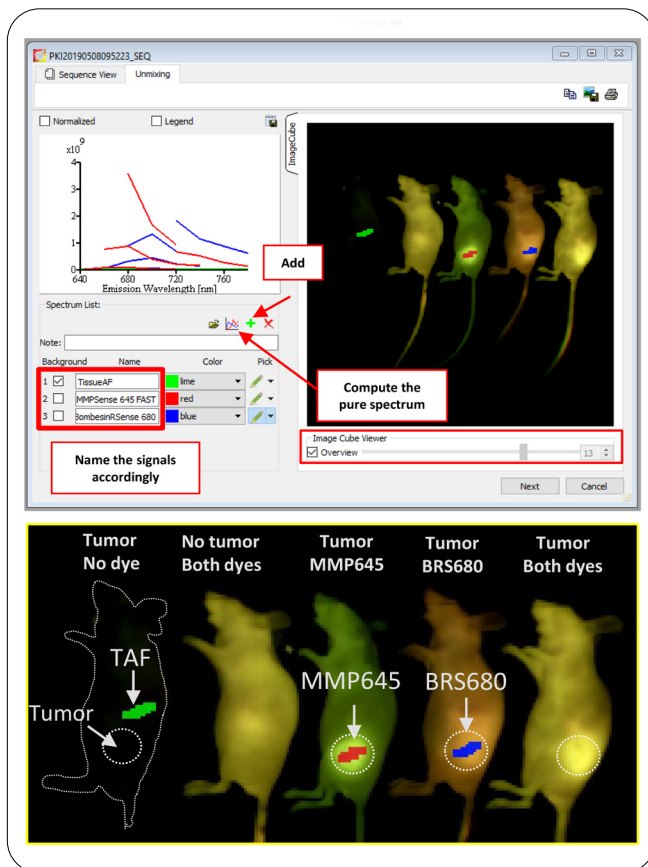 PKI20190508095223_SEQ
Sequence View Unmixing
Normalized Legend
x10⁹
4
3
2
1
0
640 680 720 760
Emission Wavelength [nm]
ImageCube
Add
Spectrum List:
Note:
Background Name Color Pick
1 TissueAF lime
2 MMPSense 645 FAST red
3 BombesinRSense 680 blue
Compute the
pure spectrum
Name the signals
accordingly
Image Cube Viewer
Overview 13
Next Cancel
Tumor
No dye
No tumor
Both dyes
Tumor
MMP645
Tumor
BRS680
Tumor
Both dyes
TAF
Tumor
MMP645
BRS680